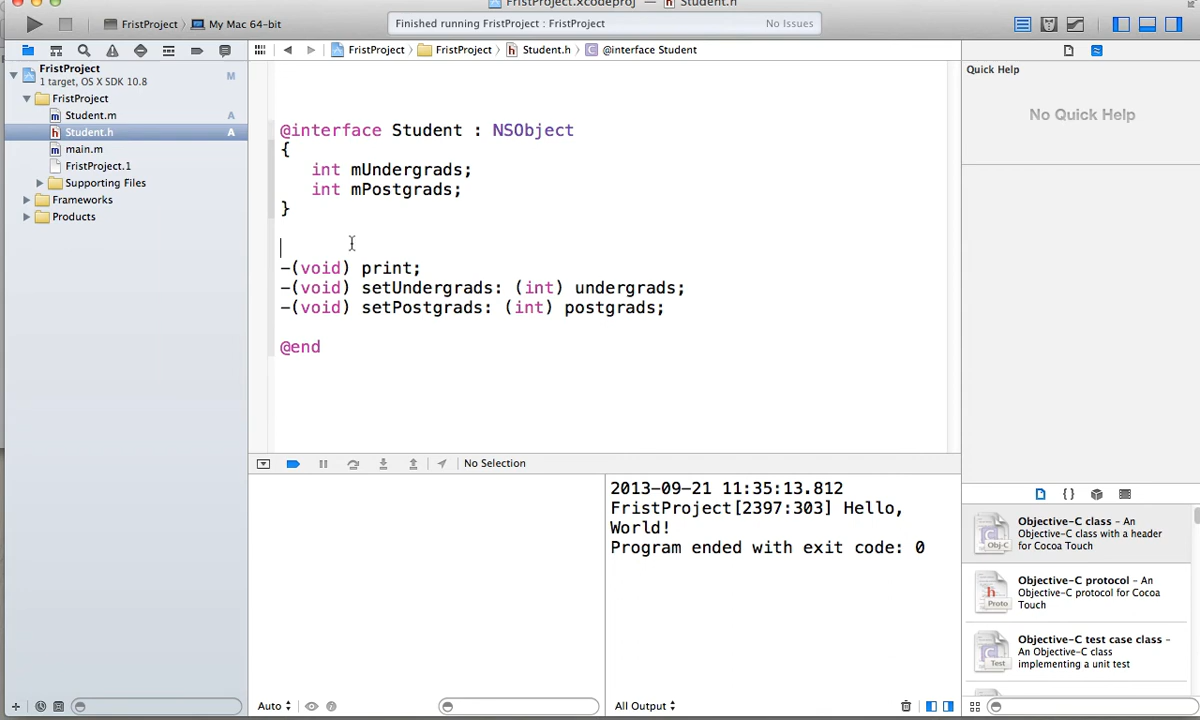 FristProject.xcodeproj — Student.h
FristProject
My Mac 64-bit
Finished running FristProject : FristProject
No Issues
FristProject
FristProject
Student.h
@interface Student
FristProject
1 target, OS X SDK 10.8
M
FristProject
Student.m
A
Student.h
A
main.m
FristProject.1
Supporting Files
Frameworks
Products
@interface Student : NSObject
{
int mUndergrads;
int mPostgrads;
}
-(void) print;
-(void) setUndergrads: (int) undergrads;
-(void) setPostgrads: (int) postgrads;
@end
Quick Help
No Quick Help
No Selection
2013-09-21 11:35:13.812
FristProject[2397:303] Hello,
World!
Program ended with exit code: 0
Auto
All Output
{ }
Obj-C
Objective-C class - An
Objective-C class with a header
for Cocoa Touch
Proto
Objective-C protocol - An
Objective-C protocol for Cocoa
Touch
Test
Objective-C test case class -
An Objective-C class
implementing a unit test